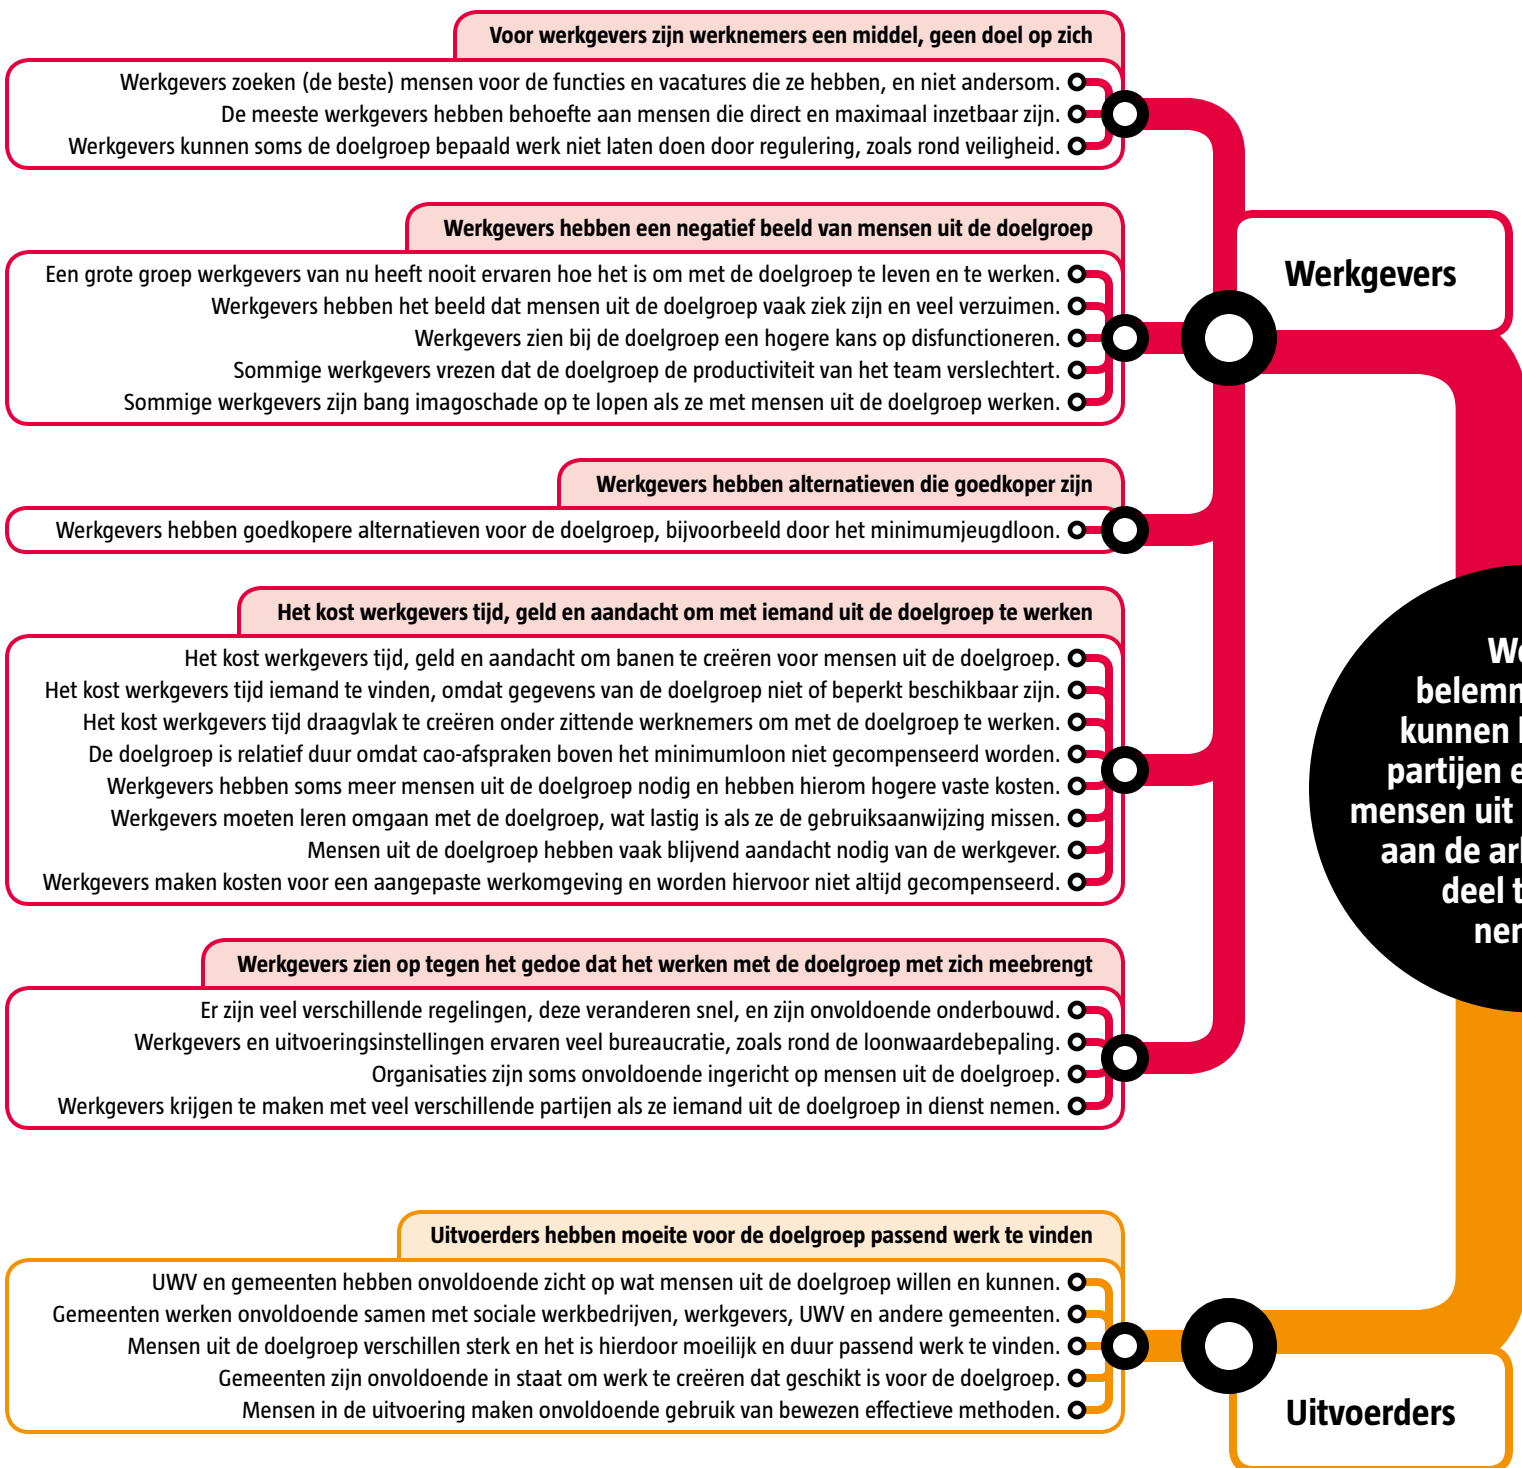 Voor werkgevers zijn werknemers een middel, geen doel op zich
Werkgevers zoeken (de beste) mensen voor de functies en vacatures die ze hebben, en niet andersom.
De meeste werkgevers hebben behoefte aan mensen die direct en maximaal inzetbaar zijn.
Werkgevers kunnen soms de doelgroep bepaald werk niet laten doen door regulering, zoals rond veiligheid.
Werkgevers hebben een negatief beeld van mensen uit de doelgroep
Een grote groep werkgevers van nu heeft nooit ervaren hoe het is om met de doelgroep te leven en te werken.
Werkgevers hebben het beeld dat mensen uit de doelgroep vaak ziek zijn en veel verzuimen.
Werkgevers zien bij de doelgroep een hogere kans op disfunctioneren.
Sommige werkgevers vrezen dat de doelgroep de productiviteit van het team verslechtert.
Sommige werkgevers zijn bang imagoschade op te lopen als ze met mensen uit de doelgroep werken.
Werkgevers hebben alternatieven die goedkoper zijn
Werkgevers hebben goedkopere alternatieven voor de doelgroep, bijvoorbeeld door het minimumjeugdloon.
Het kost werkgevers tijd, geld en aandacht om met iemand uit de doelgroep te werken
Het kost werkgevers tijd, geld en aandacht om banen te creëren voor mensen uit de doelgroep.
Het kost werkgevers tijd iemand te vinden, omdat gegevens van de doelgroep niet of beperkt beschikbaar zijn.
Het kost werkgevers tijd draagvlak te creëren onder zittende werknemers om met de doelgroep te werken.
De doelgroep is relatief duur omdat cao-afspraken boven het minimumloon niet gecompenseerd worden.
Werkgevers hebben soms meer mensen uit de doelgroep nodig en hebben hierom hogere vaste kosten.
Werkgevers moeten leren omgaan met de doelgroep, wat lastig is als ze de gebruiksaanwijzing missen.
Mensen uit de doelgroep hebben vaak blijvend aandacht nodig van de werkgever.
Werkgevers maken kosten voor een aangepaste werkomgeving en worden hiervoor niet altijd gecompenseerd.
Werkgevers zien op tegen het gedoe dat het werken met de doelgroep met zich meebrengt
Er zijn veel verschillende regelingen, deze veranderen snel, en zijn onvoldoende onderbouwd.
Werkgevers en uitvoeringsinstellingen ervaren veel bureaucratie, zoals rond de loonwaardebepaling.
Organisaties zijn soms onvoldoende ingericht op mensen uit de doelgroep.
Werkgevers krijgen te maken met veel verschillende partijen als ze iemand uit de doelgroep in dienst nemen.
Uitvoerders hebben moeite voor de doelgroep passend werk te vinden
UWV en gemeenten hebben onvoldoende zicht op wat mensen uit de doelgroep willen en kunnen.
Gemeenten werken onvoldoende samen met sociale werkbedrijven, werkgevers, UWV en andere gemeenten.
Mensen uit de doelgroep verschillen sterk en het is hierdoor moeilijk en duur passend werk te vinden.
Gemeenten zijn onvoldoende in staat om werk te creëren dat geschikt is voor de doelgroep.
Mensen in de uitvoering maken onvoldoende gebruik van bewezen effectieve methoden.
Werkgevers
belemm
kunnen
partijen
mensen uit
aan de
deel
Uitvoerders